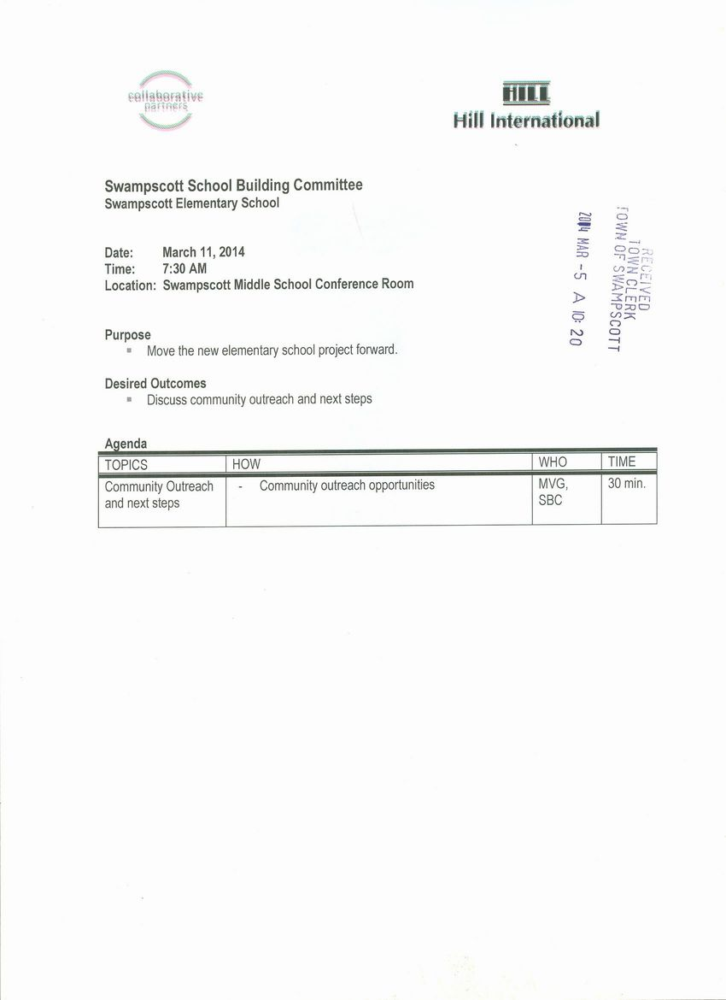 collaborative
partners
HILL
Hill International
Swampscott School Building Committee
Swampscott Elementary School
RECEIVED
TOWN CLERK
TOWN OF SWAMPSCOTT
2014 MAR -5 A 10:20
Date: March 11, 2014
Time: 7:30 AM
Location: Swampscott Middle School Conference Room
Purpose
▪ Move the new elementary school project forward.
Desired Outcomes
▪ Discuss community outreach and next steps
Agenda
TOPICS HOW WHO TIME
Community Outreach - Community outreach opportunities MVG, 30 min.
and next steps SBC